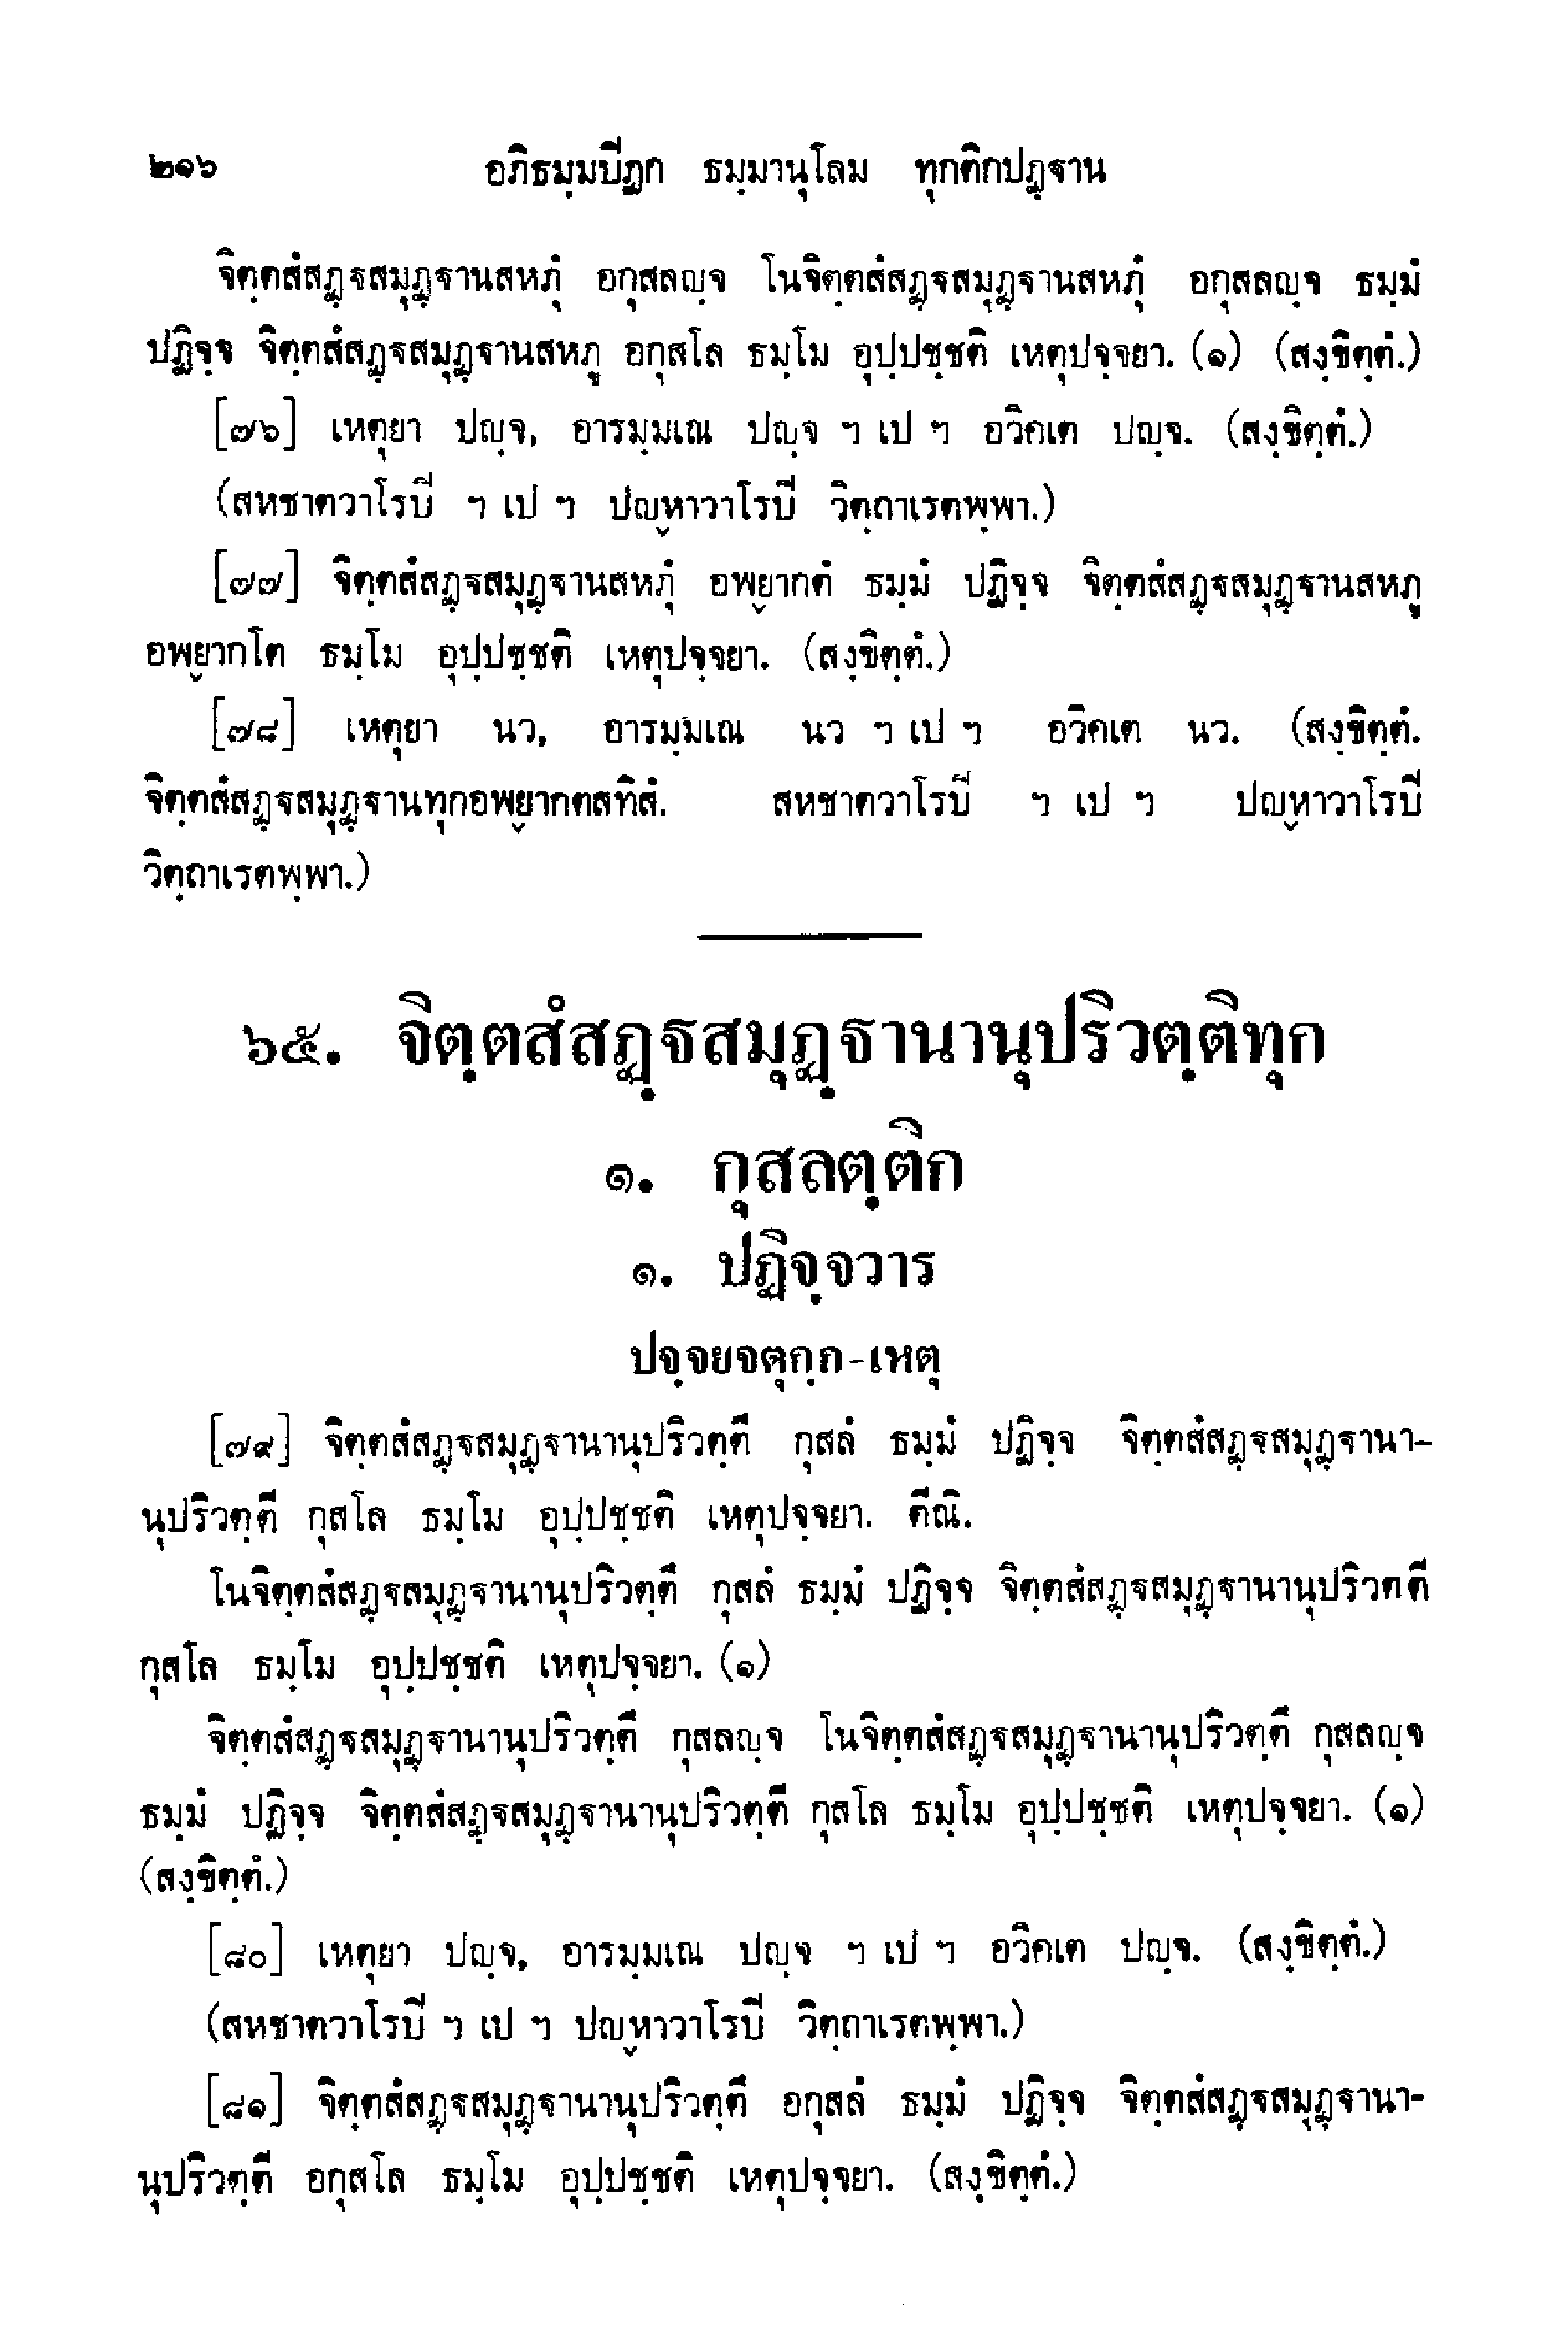 ๒๑๖ อภิธมฺมปีฏก ธมฺมานุโลม ทุกติกปฏฺฐาน
จิตฺตสํสฏฺฐสมุฏฺฐานสหภุํ อกุสลญฺจ โนจิตฺตสํสฏฺฐสมุฏฺฐานสหภุํ อกุสลญฺจ ธมฺมํ
ปฏิจฺจ จิตฺตสํสฏฺฐสมุฏฺฐานสหภู อกุสโล ธมฺโม อุปฺปชฺชติ เหตุปจฺจยา. (๑) (สงฺขิตฺตํ.)
[๗๖] เหตุยา ปญฺจ, อารมฺมเณ ปญฺจ ฯ เป ฯ อวิคเต ปญฺจ. (สงฺขิตฺตํ.)
(สหชาตวาโรปี ฯ เป ฯ ปญฺหาวาโรปี วิตฺถาเรตพฺพา.)
[๗๗] จิตฺตสํสฏฺฐสมุฏฺฐานสหภุํ อพฺยากตํ ธมฺมํ ปฏิจฺจ จิตฺตสํสฏฺฐสมุฏฺฐานสหภู
อพฺยากโต ธมฺโม อุปฺปชฺชติ เหตุปจฺจยา. (สงฺขิตฺตํ.)
[๗๘] เหตุยา นว, อารมฺมเณ นว ฯ เป ฯ อวิคเต นว. (สงฺขิตฺตํ.
จิตฺตสํสฏฺฐสมุฏฺฐานทุกอพฺยากตสทิสํ. สหชาตวาโรปี ฯ เป ฯ ปญฺหาวาโรปี
วิตฺถาเรตพฺพา.)
๖๕. จิตฺตสํสฏฺฐสมุฏฺฐานานุปริวตฺติทุก
๑. กุสลตฺติก
๑. ปฏิจฺจวาร
ปจฺจยจตุกฺก-เหตุ
[๗๙] จิตฺตสํสฏฺฐสมุฏฺฐานานุปริวตฺตึ กุสลํ ธมฺมํ ปฏิจฺจ จิตฺตสํสฏฺฐสมุฏฺฐานา-
นุปริวตฺตี กุสโล ธมฺโม อุปฺปชฺชติ เหตุปจฺจยา. ตีณิ.
โนจิตฺตสํสฏฺฐสมุฏฺฐานานุปริวตฺตึ กุสลํ ธมฺมํ ปฏิจฺจ จิตฺตสํสฏฺฐสมุฏฺฐานานุปริวตตี
กุสโล ธมฺโม อุปฺปชฺชติ เหตุปจฺจยา. (๑)
จิตฺตสํสฏฺฐสมุฏฺฐานานุปริวตฺตึ กุสลญฺจ โนจิตฺตสํสฏฺฐสมุฏฺฐานานุปริวตฺตึ กุสลญฺจ
ธมฺมํ ปฏิจฺจ จิตฺตสํสฏฺฐสมุฏฺฐานานุปริวตฺตี กุสโล ธมฺโม อุปฺปชฺชติ เหตุปจฺจยา. (๑)
(สงฺขิตฺตํ.)
[๘๐] เหตุยา ปญฺจ, อารมฺมเณ ปญฺจ ฯ เป ฯ อวิคเต ปญฺจ. (สงฺขิตฺตํ.)
(สหชาตวาโรปี ฯ เป ฯ ปญฺหาวาโรปี วิตฺถาเรตพฺพา.)
[๘๑] จิตฺตสํสฏฺฐสมุฏฺฐานานุปริวตฺตึ อกุสลํ ธมฺมํ ปฏิจฺจ จิตฺตสํสฏฺฐสมุฏฺฐานา-
นุปริวตฺตี อกุสโล ธมฺโม อุปฺปชฺชติ เหตุปจฺจยา. (สงฺขิตฺตํ.)